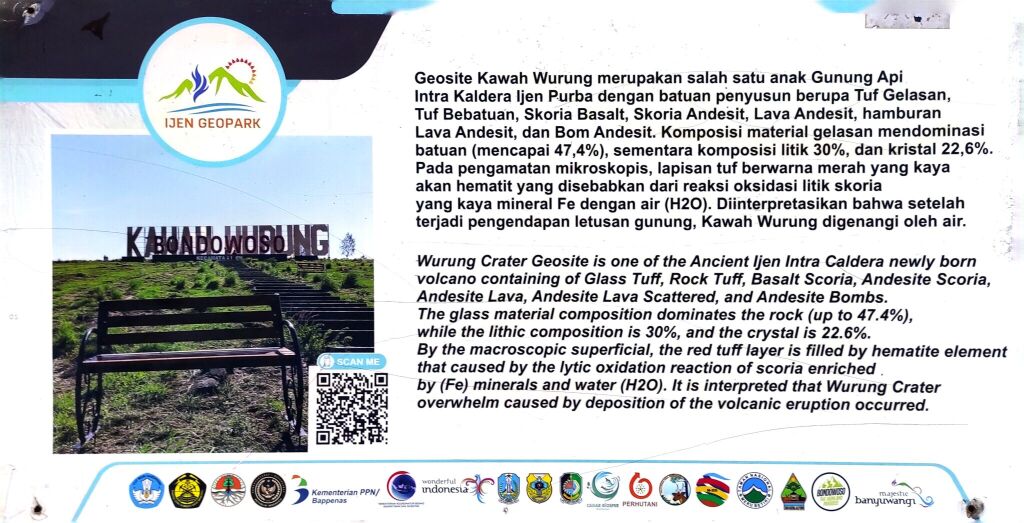 IJEN GEOPARK
KAWAH WURUNG
BONDOWOSO
SCAN ME
Geosite Kawah Wurung merupakan salah satu anak Gunung Api
Intra Kaldera Ijen Purba dengan batuan penyusun berupa Tuf Gelasan,
Tuf Bebatuan, Skoria Basalt, Skoria Andesit, Lava Andesit, hamburan
Lava Andesit, dan Bom Andesit. Komposisi material gelasan mendominasi
batuan (mencapai 47,4%), sementara komposisi litik 30%, dan kristal 22,6%.
Pada pengamatan mikroskopis, lapisan tuf berwarna merah yang kaya
akan hematit yang disebabkan dari reaksi oksidasi litik skoria
yang kaya mineral Fe dengan air (H2O). Diinterpretasikan bahwa setelah
terjadi pengendapan letusan gunung, Kawah Wurung digenangi oleh air.
Wurung Crater Geosite is one of the Ancient Ijen Intra Caldera newly born
volcano containing of Glass Tuff, Rock Tuff, Basalt Scoria, Andesite Scoria,
Andesite Lava, Andesite Lava Scattered, and Andesite Bombs.
The glass material composition dominates the rock (up to 47.4%),
while the lithic composition is 30%, and the crystal is 22.6%.
By the macroscopic superficial, the red tuff layer is filled by hematite element
that caused by the lytic oxidation reaction of scoria enriched
by (Fe) minerals and water (H2O). It is interpreted that Wurung Crater
overwhelm caused by deposition of the volcanic eruption occurred.
Kementerian PPN/
Bappenas
wonderful
indonesia
PERHUTANI
BONDOWOSO
majestic
banyuwangi